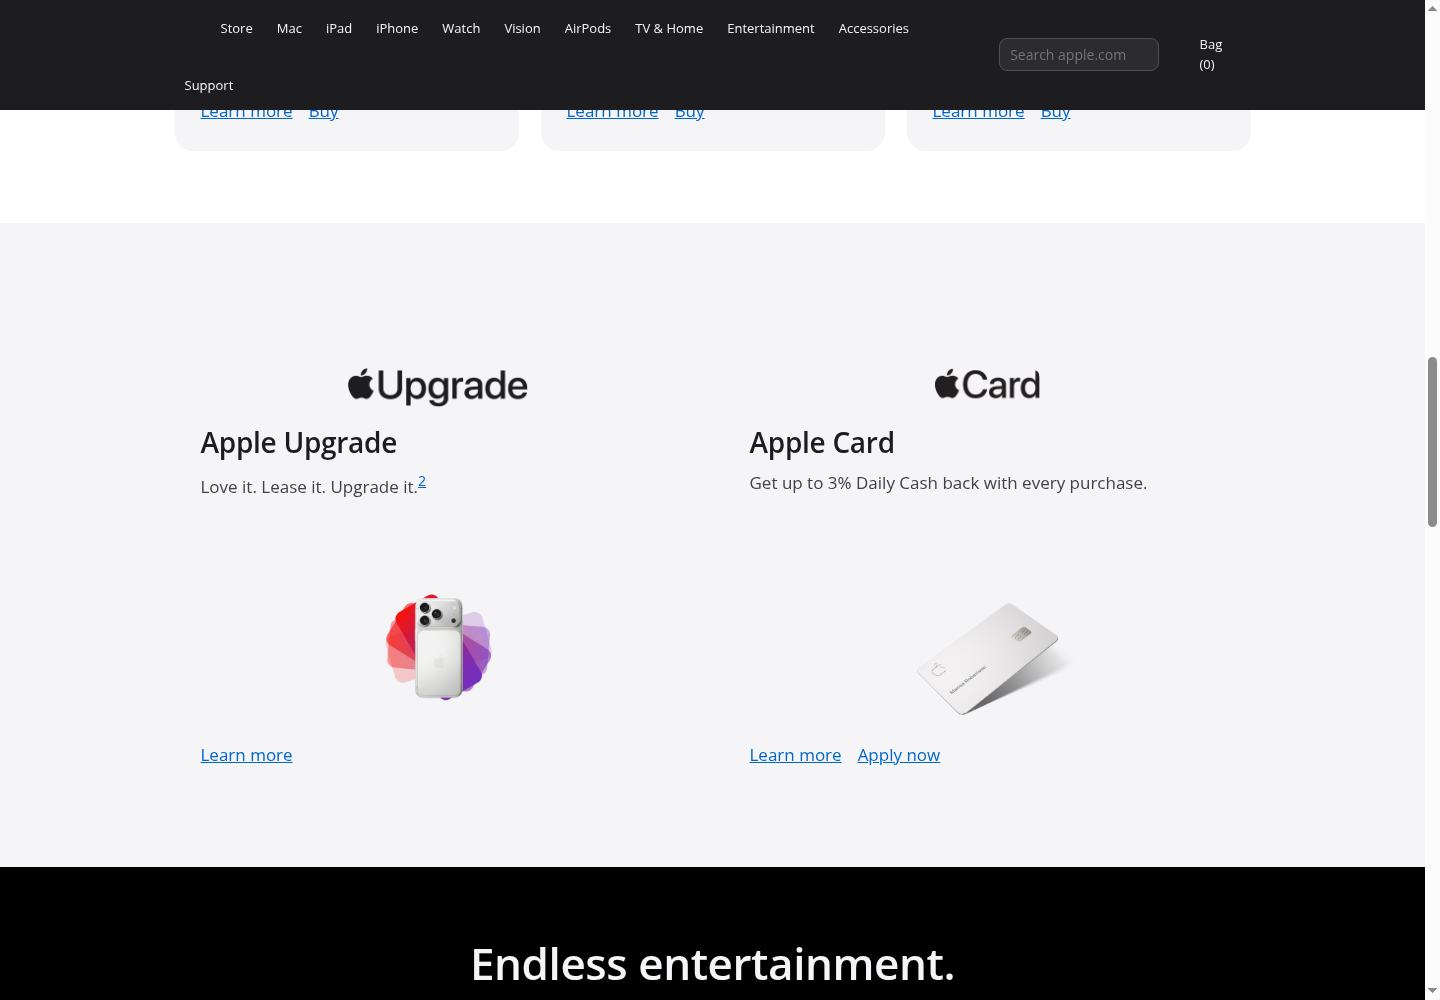 Store Mac iPad iPhone Watch Vision AirPods TV & Home Entertainment Accessories
Search apple.com
Bag
(0)
Support
Learn more Buy Learn more Buy Learn more Buy
Upgrade
Card
Apple Upgrade
Love it. Lease it. Upgrade it.2
Apple Card
Get up to 3% Daily Cash back with every purchase.
Learn more
Learn more Apply now
Endless entertainment.